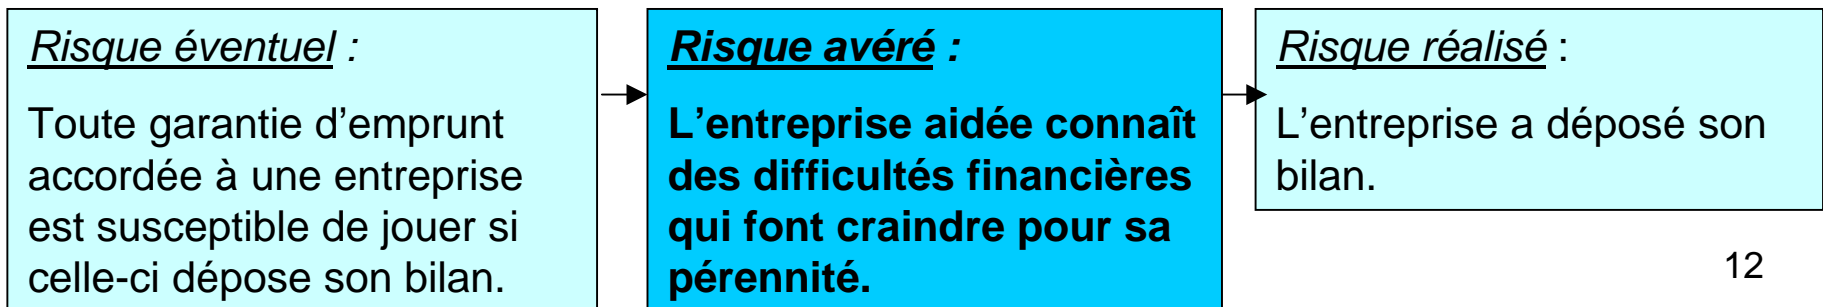 Risque éventuel :
Toute garantie d’emprunt
accordée à une entreprise
est susceptible de jouer si
celle-ci dépose son bilan.
Risque avéré :
L’entreprise aidée connaît
des difficultés financières
qui font craindre pour sa
pérennité.
Risque réalisé :
L’entreprise a déposé son
bilan.
12